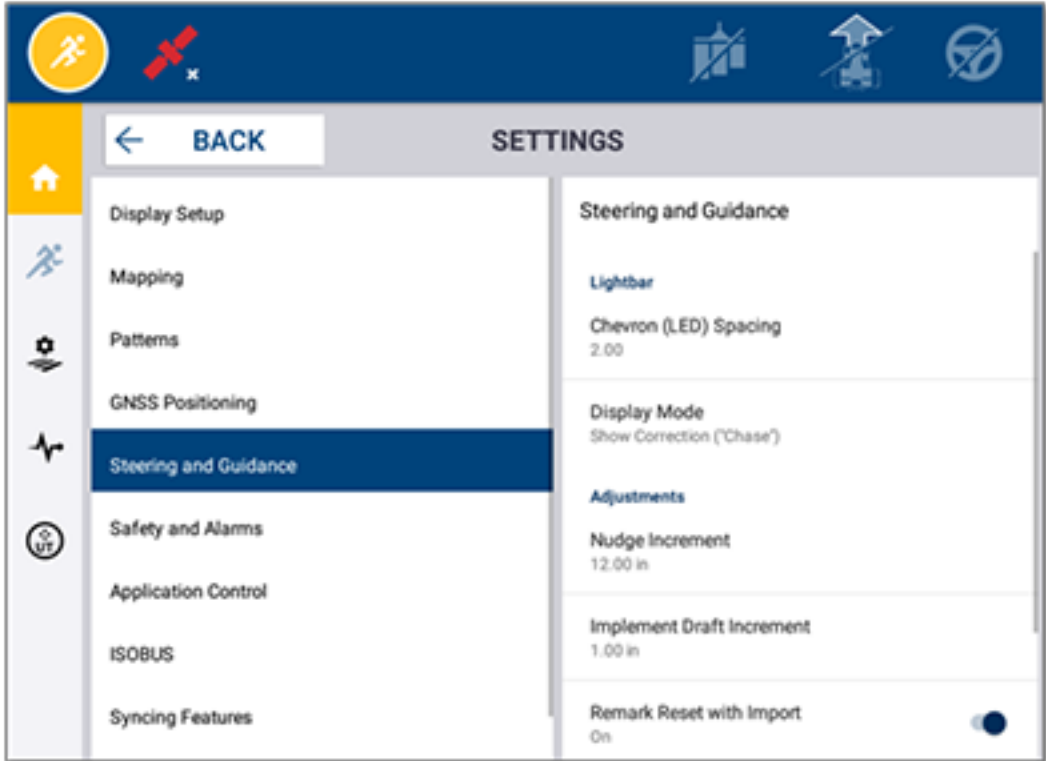 BACK
SETTINGS
Display Setup
Mapping
Patterns
GNSS Positioning
Steering and Guidance
Safety and Alarms
Application Control
ISOBUS
Syncing Features
Steering and Guidance
Lightbar
Chevron (LED) Spacing
2.00
Display Mode
Show Correction ("Chase")
Adjustments
Nudge Increment
12.00 in
Implement Draft Increment
1.00 in
Remark Reset with Import
On
UT